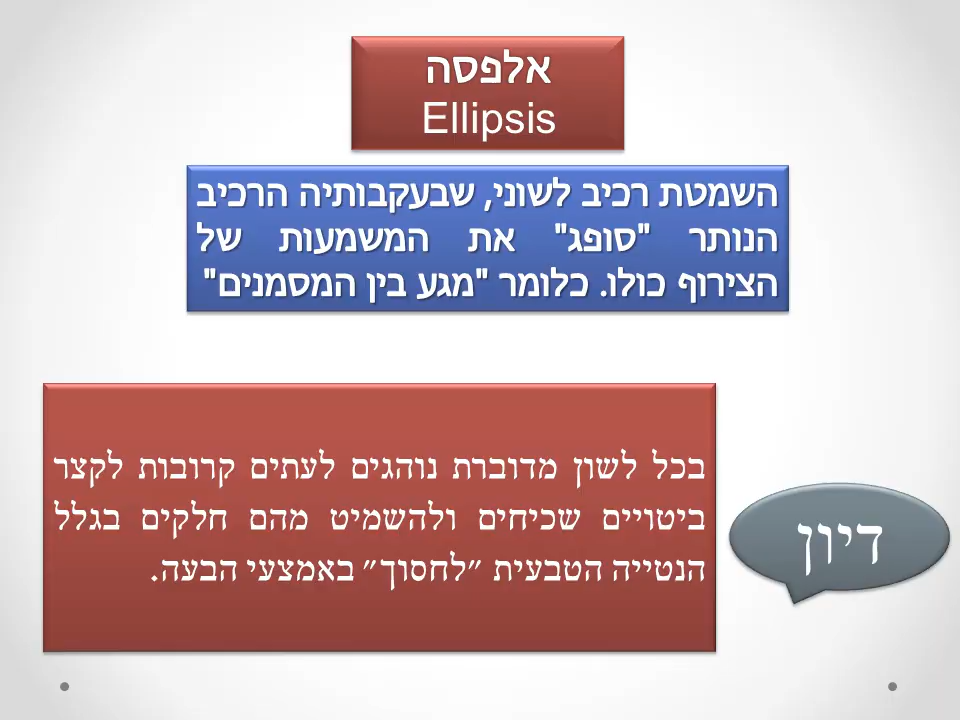 אלפסה
Ellipsis
השמטת רכיב לשוני, שבעקבותיה הרכיב
הנותר "סופג" את המשמעות של
הצירוף כולו. כלומר "מגע בין המסמנים"
בכל לשון מדוברת נוהגים לעתים קרובות לקצר
ביטויים שכיחים ולהשמיט מהם חלקים בגלל
הנטייה הטבעית ״לחסוך״ באמצעי הבעה.
דיון